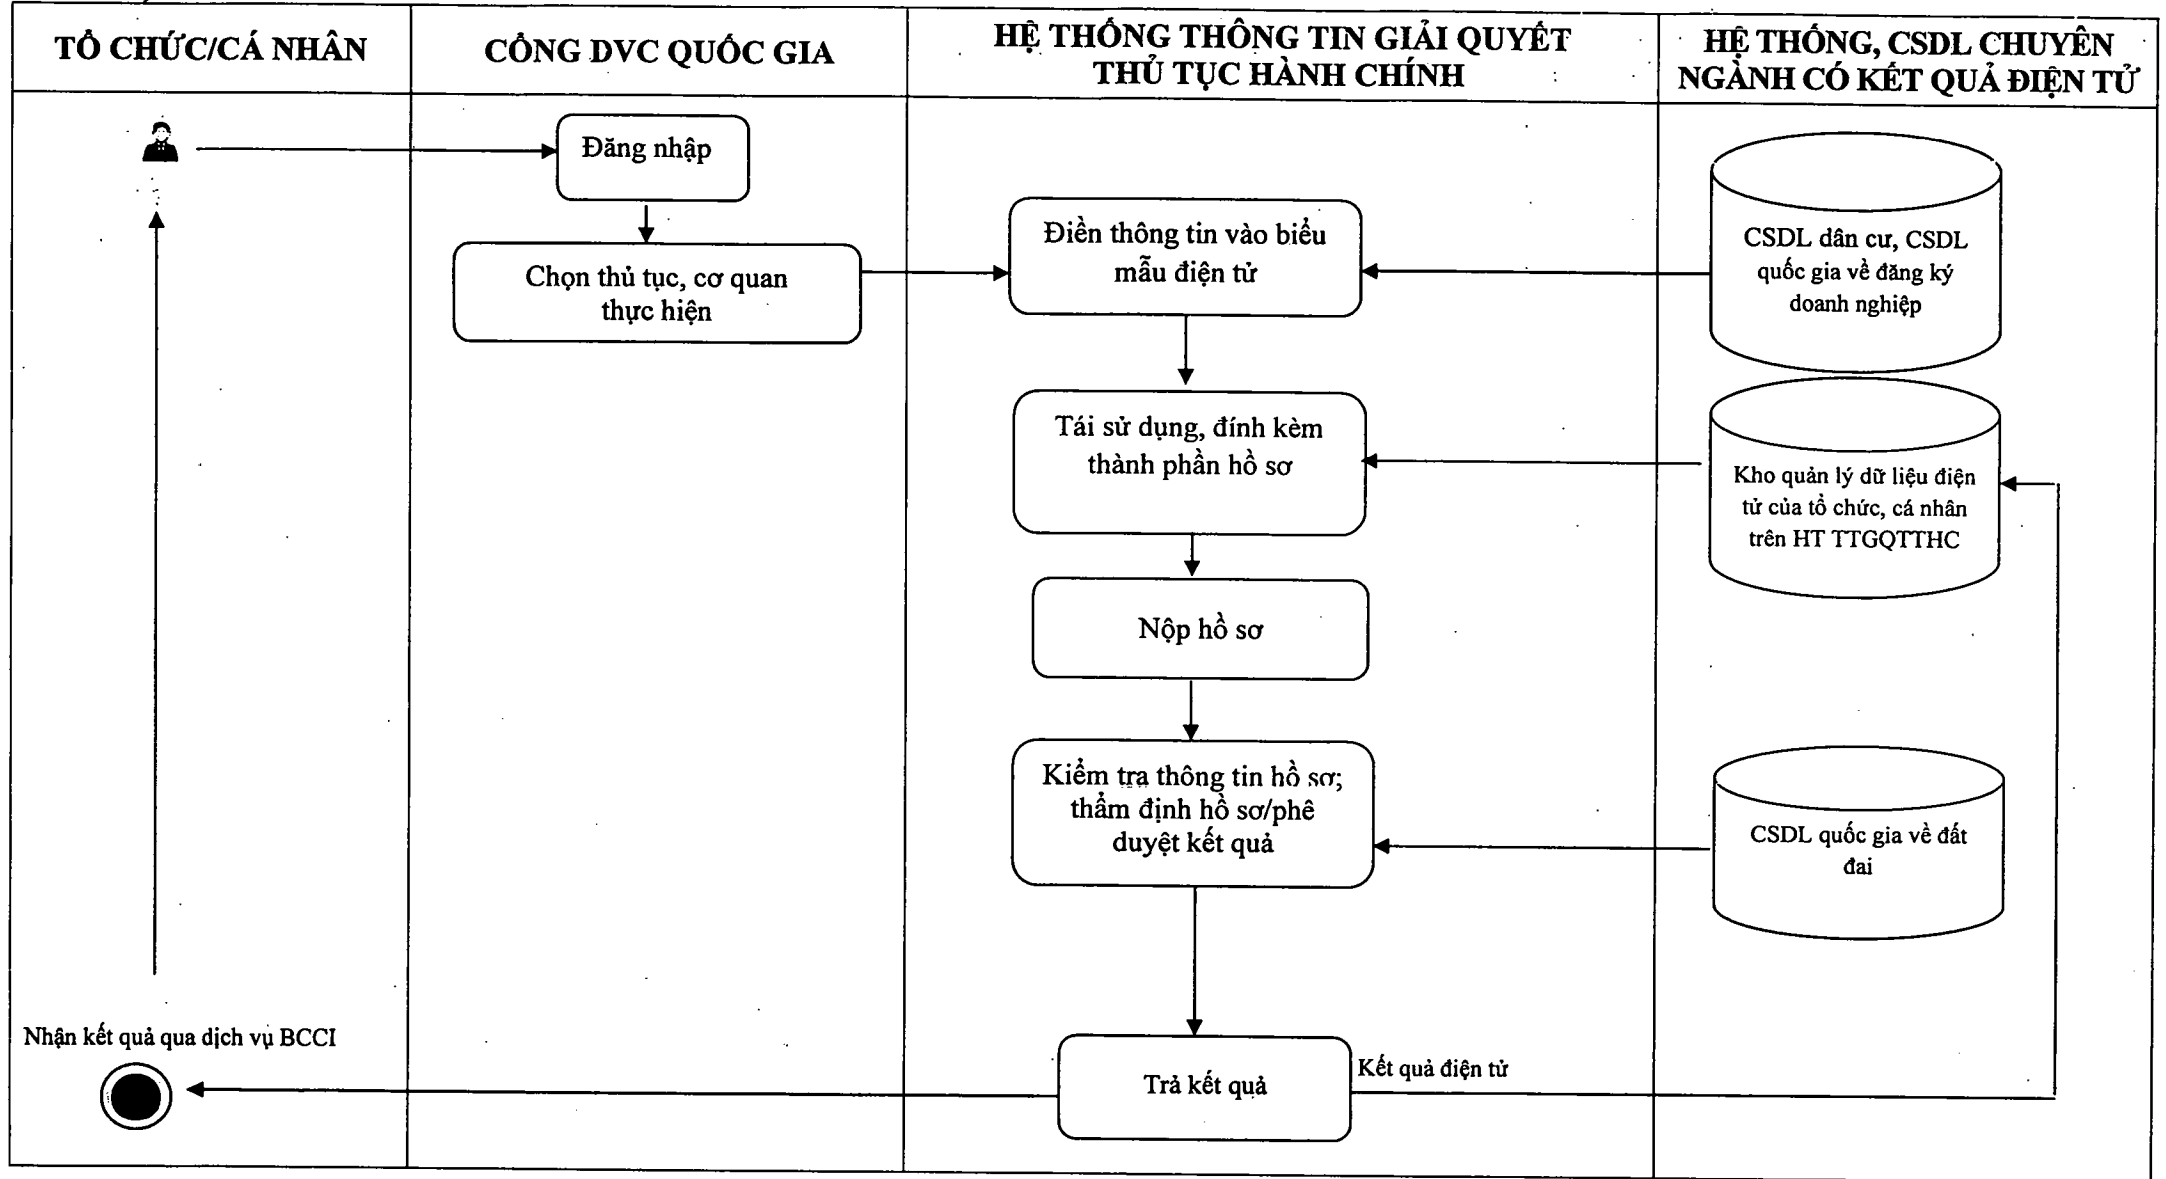 TỔ CHỨC/CÁ NHÂN
CỔNG DVC QUỐC GIA
HỆ THỐNG THÔNG TIN GIẢI QUYẾT
THỦ TỤC HÀNH CHÍNH
HỆ THỐNG, CSDL CHUYÊN
NGÀNH CÓ KẾT QUẢ ĐIỆN TỬ
Đăng nhập
Chọn thủ tục, cơ quan
thực hiện
Điền thông tin vào biểu
mẫu điện tử
CSDL dân cư, CSDL
quốc gia về đăng ký
doanh nghiệp
Tái sử dụng, đính kèm
thành phần hồ sơ
Kho quản lý dữ liệu điện
tử của tổ chức, cá nhân
trên HT TTGQTTHC
Nộp hồ sơ
Kiểm tra thông tin hồ sơ;
thẩm định hồ sơ/phê
duyệt kết quả
CSDL quốc gia về đất
đai
Nhận kết quả qua dịch vụ BCCI
Trả kết quả
Kết quả điện tử